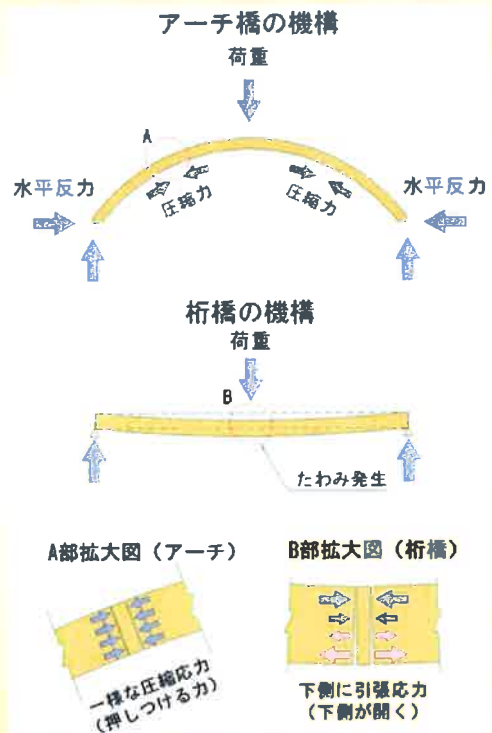 アーチ橋の機構
荷重
A
水平反力
圧縮力
圧縮力
水平反力
桁橋の機構
荷重
B
たわみ発生
A部拡大図（アーチ）
B部拡大図（桁橋）
一様な圧縮応力
（押しつける力）
下側に引張応力
（下側が開く）